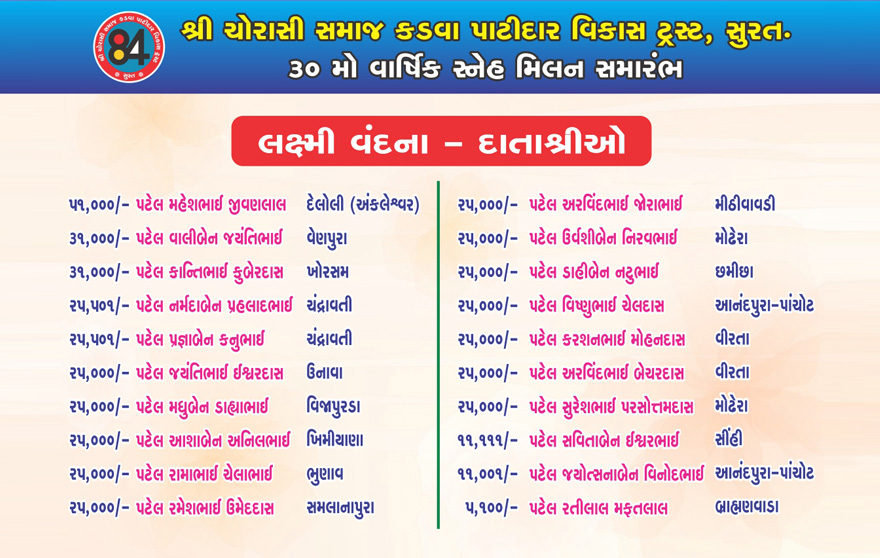 શ્રી ચોરાસી સમાજ કડવા પાટીદાર વિકાસ ટ્રસ્ટ, સુરત.
૩૦ મો વાર્ષિક સ્નેહ મિલન સમારંભ
શ્રી ચોરાસી સમાજ કડવા પાટીદાર વિકાસ ટ્રસ્ટ
84
સુરત
લક્ષ્મી વંદના - દાતાશ્રીઓ
૫૧,૦૦૦/- પટેલ મહેશભાઈ જીવણલાલ દેલોલી (અંકલેશ્વર)
૩૧,૦૦૦/- પટેલ વાલીબેન જયંતિભાઈ વેણપુરા
૩૧,૦૦૦/- પટેલ કાન્તિભાઈ કુબેરદાસ ખોરસમ
૨૫,૫૦૧/- પટેલ નર્મદાબેન પ્રહલાદભાઈ ચંદ્રાવતી
૨૫,૫૦૧/- પટેલ પ્રજ્ઞાબેન કનુભાઈ ચંદ્રાવતી
૨૫,૦૦૦/- પટેલ જયંતિભાઈ ઈશ્વરદાસ ઉનાવા
૨૫,૦૦૦/- પટેલ મધુબેન ડાહ્યાભાઈ વિજાપુરડા
૨૫,૦૦૦/- પટેલ આશાબેન અનિલભાઈ ખિમીયાણા
૨૫,૦૦૦/- પટેલ રામાભાઈ ચેલાભાઈ ભુણાવ
૨૫,૦૦૦/- પટેલ રમેશભાઈ ઉમેદદાસ સમલાનાપુરા
૨૫,૦૦૦/- પટેલ અરવિંદભાઈ જોરાભાઈ મીઠીવાવડી
૨૫,૦૦૦/- પટેલ ઉર્વશીબેન નિરવભાઈ મોઢેરા
૨૫,૦૦૦/- પટેલ ડાહીબેન નટુભાઈ છમીછા
૨૫,૦૦૦/- પટેલ વિષ્ણુભાઈ ચેલદાસ આનંદપુરા-પાંચોટ
૨૫,૦૦૦/- પટેલ કરશનભાઈ મોહનદાસ વીરતા
૨૫,૦૦૦/- પટેલ અરવિંદભાઈ બેચરદાસ વીરતા
૨૫,૦૦૦/- પટેલ સુરેશભાઈ પરસોત્તમદાસ મોઢેરા
૧૧,૧૧૧/- પટેલ સવિતાબેન ઈશ્વરભાઈ સીંહી
૧૧,૦૦૧/- પટેલ જયોત્સનાબેન વિનોદભાઈ આનંદપુરા-પાંચોટ
૫,૧૦૦/- પટેલ રતીલાલ મફતલાલ બ્રાહ્મણવાડા